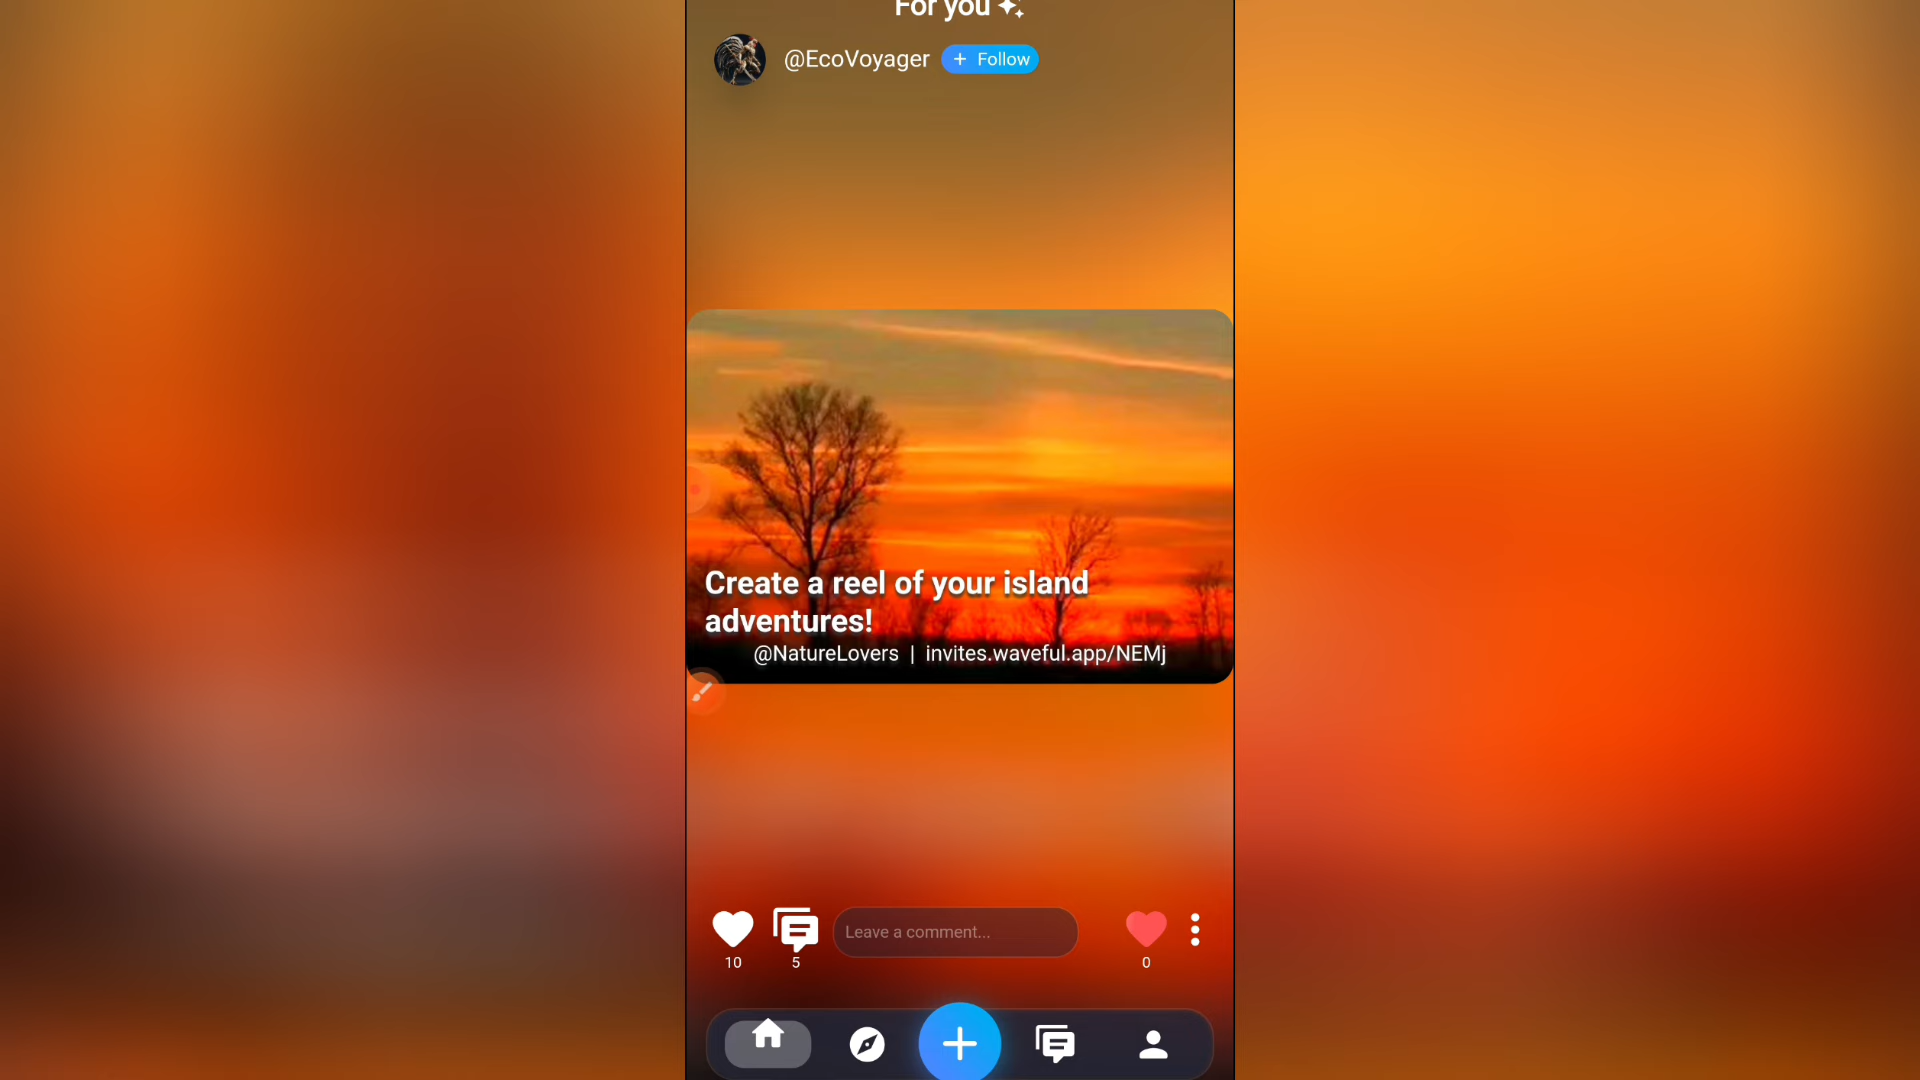 For you
@EcoVoyager + Follow
Create a reel of your island
adventures!
@NatureLovers | invites.waveful.app/NEMj
Leave a comment...
10 5 0